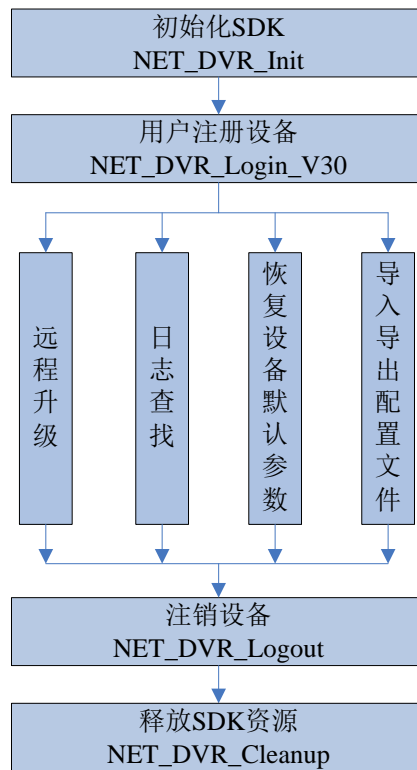 初始化SDK
NET_DVR_Init
用户注册设备
NET_DVR_Login_V30
远程升级
日志查找
恢复设备默认参数
导入导出配置文件
注销设备
NET_DVR_Logout
释放SDK资源
NET_DVR_Cleanup